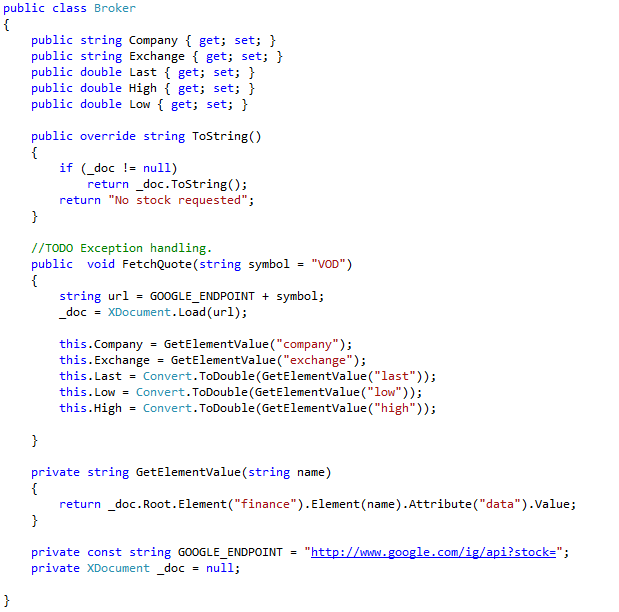 public class Broker
{
    public string Company { get; set; }
    public string Exchange { get; set; }
    public double Last { get; set; }
    public double High { get; set; }
    public double Low { get; set; }

    public override string ToString()
    {
        if (_doc != null)
            return _doc.ToString();
        return "No stock requested";
    }

    //TODO Exception handling.
    public  void FetchQuote(string symbol = "VOD")
    {
        string url = GOOGLE_ENDPOINT + symbol;
        _doc = XDocument.Load(url);

        this.Company = GetElementValue("company");
        this.Exchange = GetElementValue("exchange");
        this.Last = Convert.ToDouble(GetElementValue("last"));
        this.Low = Convert.ToDouble(GetElementValue("low"));
        this.High = Convert.ToDouble(GetElementValue("high"));

    }

    private string GetElementValue(string name)
    {
        return _doc.Root.Element("finance").Element(name).Attribute("data").Value;
    }

    private const string GOOGLE_ENDPOINT = "http://www.google.com/ig/api?stock=";
    private XDocument _doc = null;

}